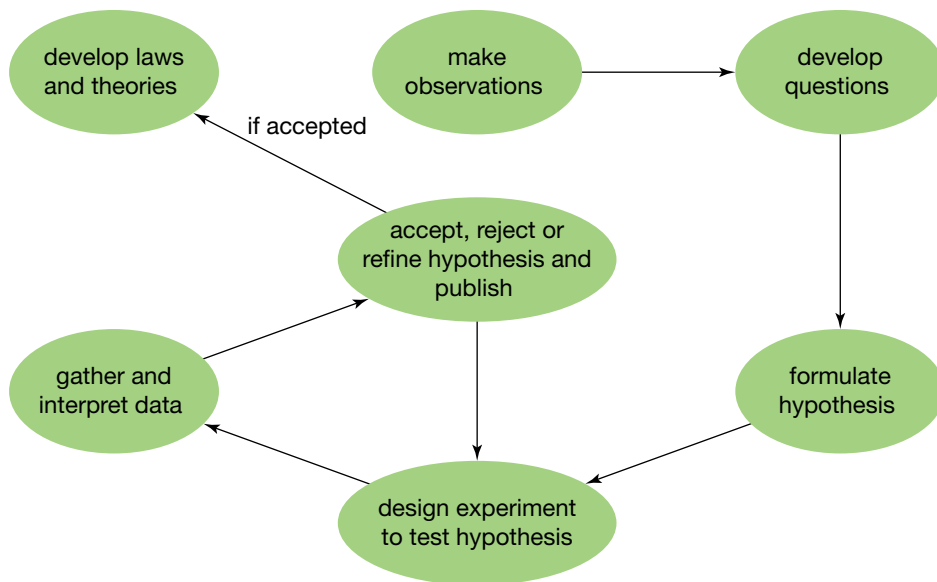 develop laws
and theories
make
observations
develop
questions
if accepted
accept, reject or
refine hypothesis and
publish
gather and
interpret data
formulate
hypothesis
design experiment
to test hypothesis